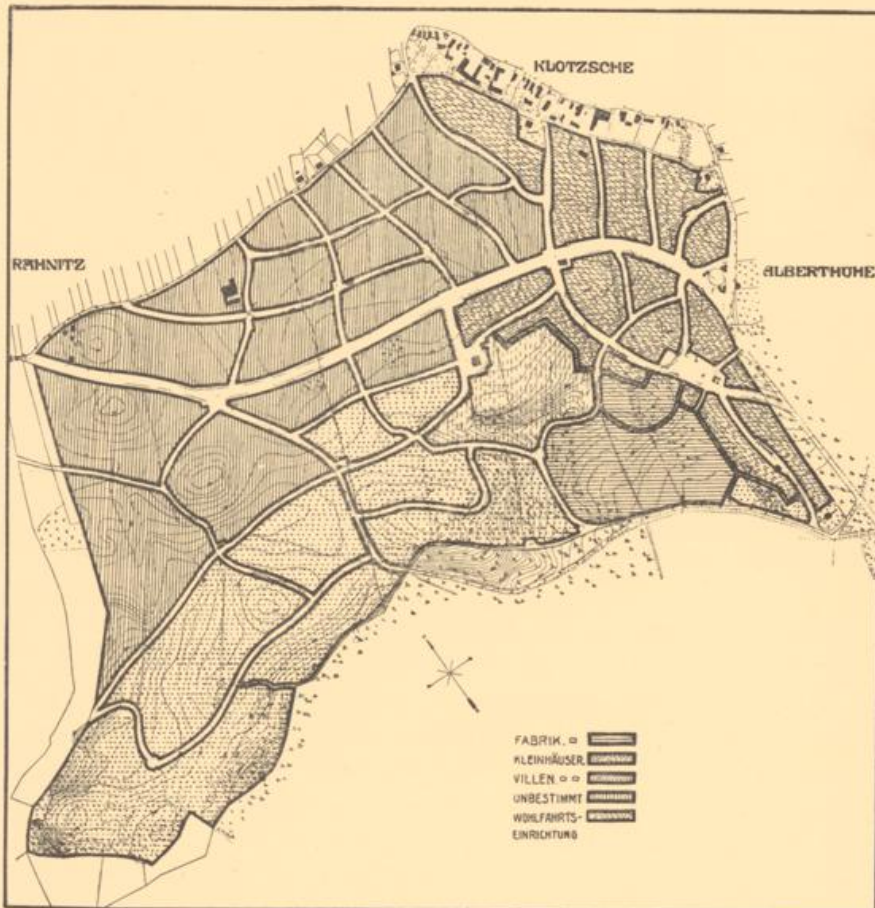 KLOTZSCHE
RÄHNITZ
ALBERTHÖHE
FABRIK.
KLEINHÄUSER
VILLEN.
UNBESTIMMT
WOHLFAHRTS-
EINRICHTUNG